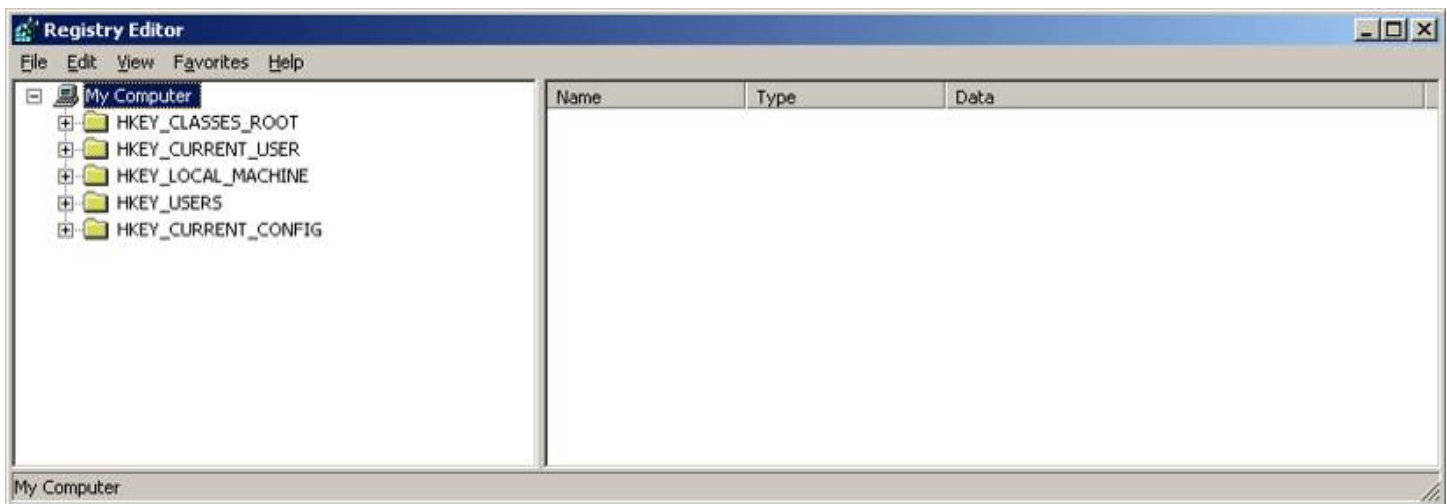 Registry Editor
File Edit View Favorites Help
My Computer
HKEY_CLASSES_ROOT
HKEY_CURRENT_USER
HKEY_LOCAL_MACHINE
HKEY_USERS
HKEY_CURRENT_CONFIG
Name Type Data
My Computer